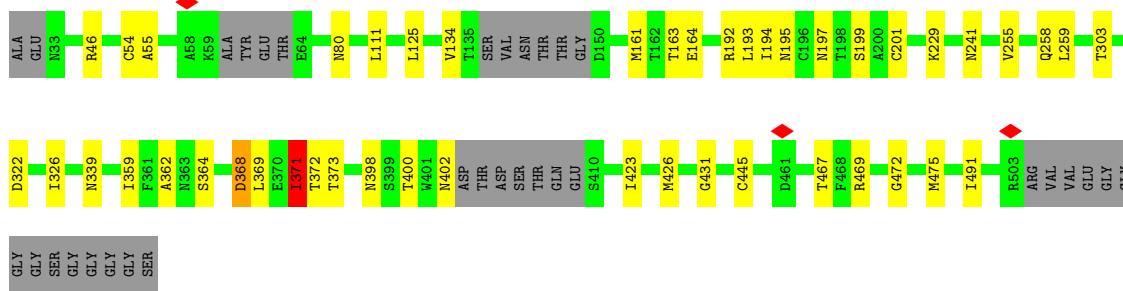 ALA GLU N33 R46 C54 A55 A58 K59 ALA TYR GLU THR E64 N80 L111 L125 V134 T135 SER VAL ASN THR THR GLY D150 M161 T162 T163 E164 R192 L193 I194 N195 C196 N197 T198 S199 A200 C201 K229 N241 V255 Q258 L259 T303
D322 I326 N339 I359 F361 A362 N363 S364 D368 L369 E370 I371 T372 T373 N398 S399 T400 W401 N402 ASP THR ASP SER THR GLN GLU S410 I423 M426 G431 C445 D461 T467 F468 R469 G472 M475 I491 R503 ARG VAL VAL GLU GLY
GLY GLY SER GLY GLY GLY GLY SER